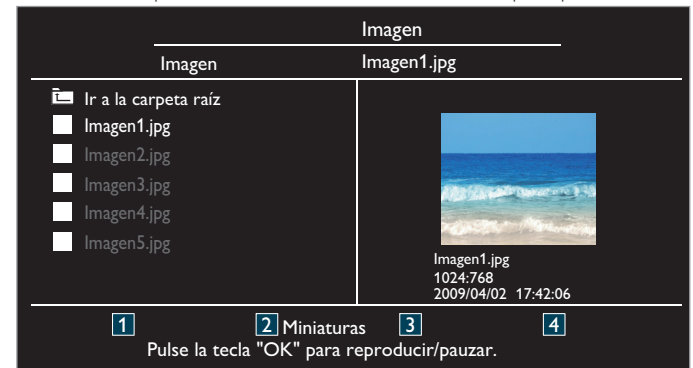 Imagen
Imagen Imagen1.jpg
Ir a la carpeta raíz
Imagen1.jpg
Imagen2.jpg
Imagen3.jpg
Imagen4.jpg
Imagen5.jpg
Imagen1.jpg
1024:768
2009/04/02 17:42:06
1 2 Miniaturas 3 4
Pulse la tecla "OK" para reproducir/pauzar.